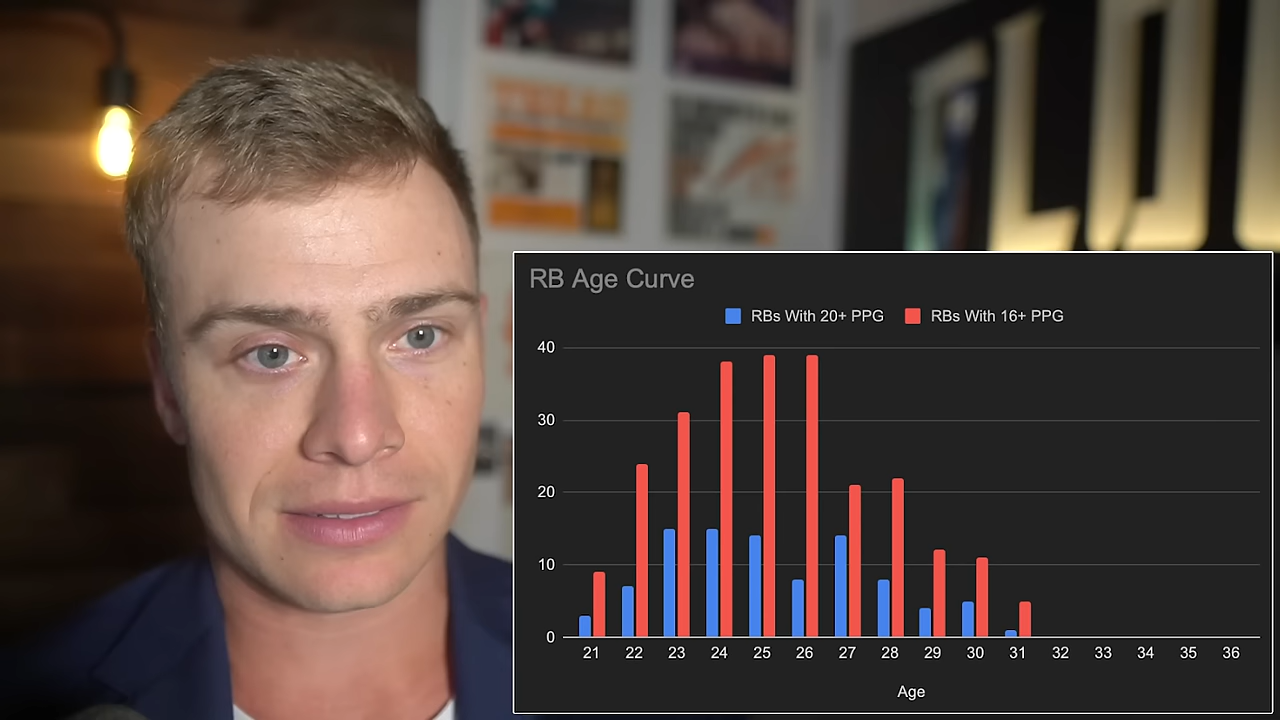 RB Age Curve
RBs With 20+ PPG RBs With 16+ PPG
40
30
20
10
0
21 22 23 24 25 26 27 28 29 30 31 32 33 34 35 36
Age